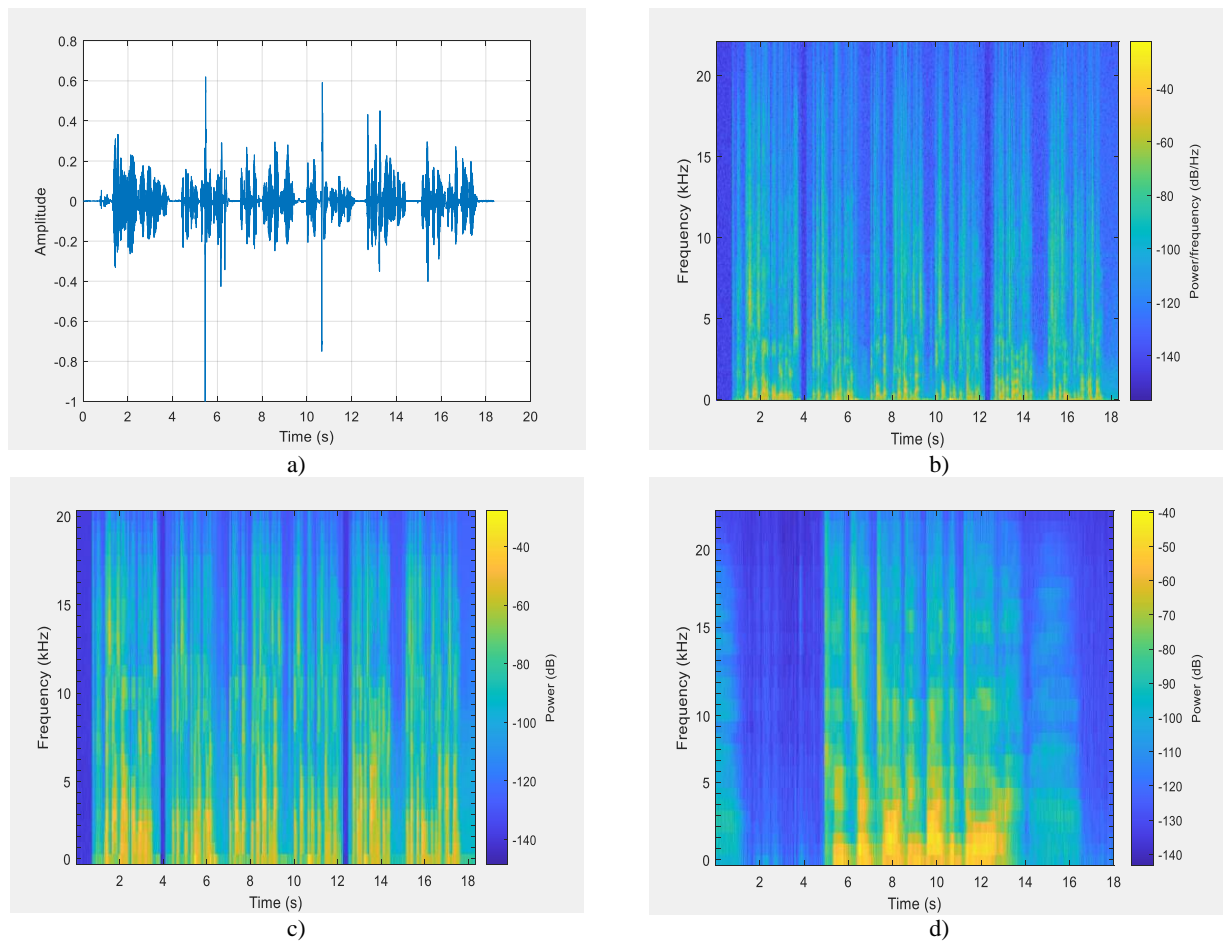 0.8
0.6
0.4
0.2
0
-0.2
-0.4
-0.6
-0.8
-1
Amplitude
0 2 4 6 8 10 12 14 16 18 20
Time (s)
a)
20
15
10
5
0
Frequency (kHz)
2 4 6 8 10 12 14 16 18
Time (s)
-40
-60
-80
-100
-120
-140
Power/frequency (dB/Hz)
b)
20
15
10
5
0
Frequency (kHz)
2 4 6 8 10 12 14 16 18
Time (s)
-40
-60
-80
-100
-120
-140
Power (dB)
c)
20
15
10
5
0
Frequency (kHz)
2 4 6 8 10 12 14 16 18
Time (s)
-40
-50
-60
-70
-80
-90
-100
-110
-120
-130
-140
Power (dB)
d)